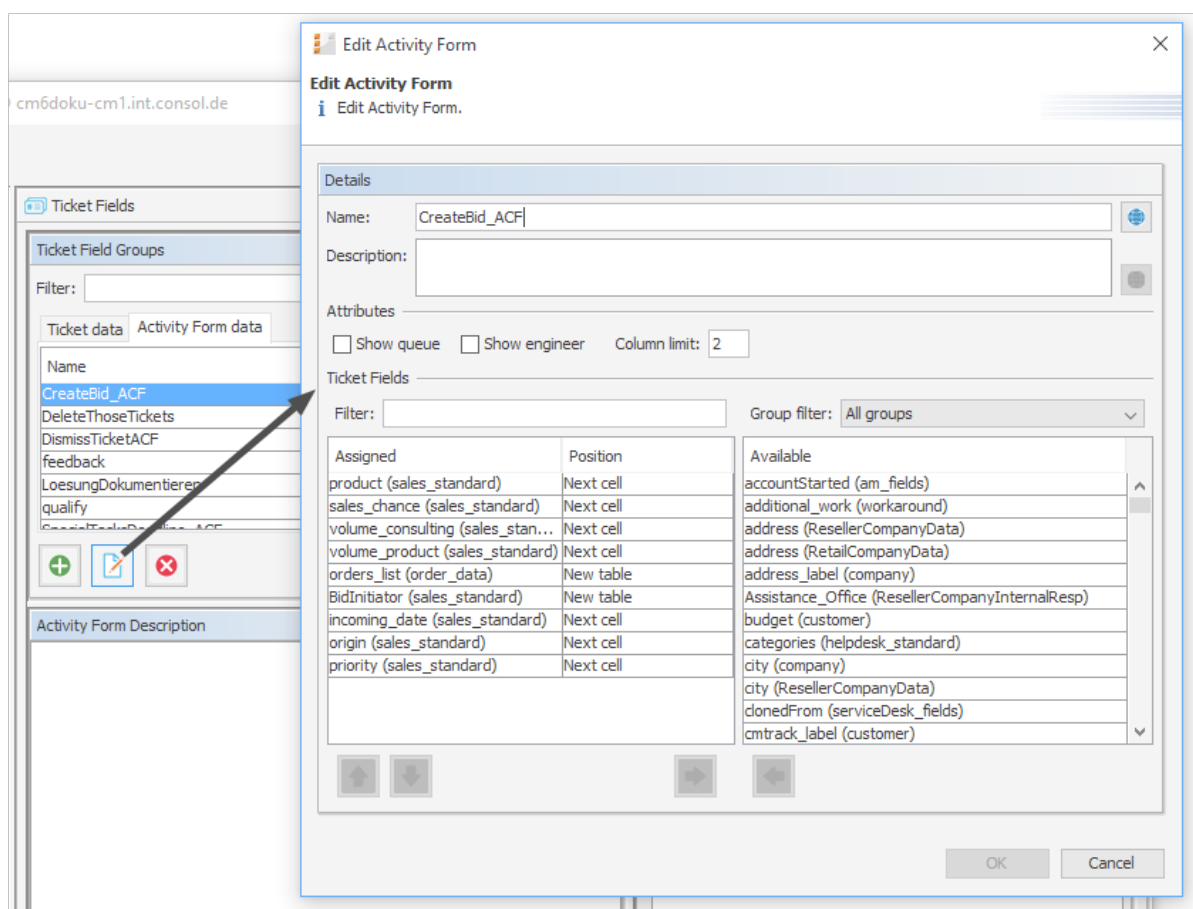 Edit Activity Form
Edit Activity Form
i Edit Activity Form.
cm6doku-cm1.int.consol.de
Ticket Fields
Ticket Field Groups
Filter:
Ticket data Activity Form data
Name
CreateBid_ACF
DeleteThoseTickets
DismissTicketACF
feedback
LoesungDokumentieren
qualify
Activity Form Description
Details
Name: CreateBid_ACF
Description:
Attributes
Show queue Show engineer Column limit: 2
Ticket Fields
Filter: Group filter: All groups
Assigned Position Available
product (sales_standard) Next cell accountStarted (am_fields)
sales_chance (sales_standard) Next cell additional_work (workaround)
volume_consulting (sales_stan... Next cell address (ResellerCompanyData)
volume_product (sales_standard) Next cell address (RetailCompanyData)
orders_list (order_data) New table address_label (company)
BidInitiator (sales_standard) New table Assistance_Office (ResellerCompanyInternalResp)
incoming_date (sales_standard) Next cell budget (customer)
origin (sales_standard) Next cell categories (helpdesk_standard)
priority (sales_standard) Next cell city (company)
city (ResellerCompanyData)
clonedFrom (serviceDesk_fields)
cmtrack_label (customer)
OK Cancel